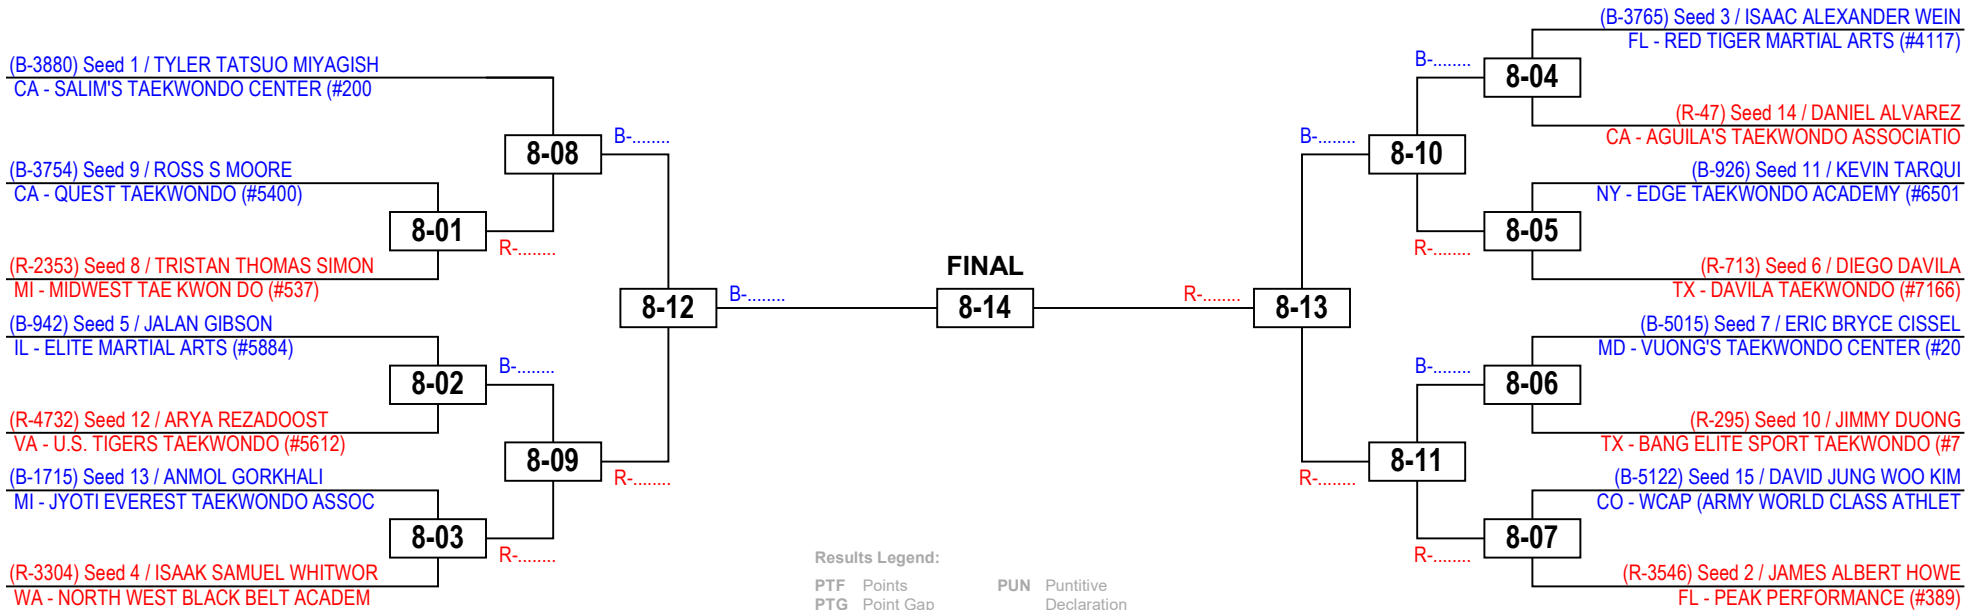 (B-3880) Seed 1 / TYLER TATSUO MIYAGISH
CA - SALIM'S TAEKWONDO CENTER (#200
(B-3754) Seed 9 / ROSS S MOORE
CA - QUEST TAEKWONDO (#5400)
(R-2353) Seed 8 / TRISTAN THOMAS SIMON
MI - MIDWEST TAE KWON DO (#537)
(B-942) Seed 5 / JALAN GIBSON
IL - ELITE MARTIAL ARTS (#5884)
(R-4732) Seed 12 / ARYA REZADOOST
VA - U.S. TIGERS TAEKWONDO (#5612)
(B-1715) Seed 13 / ANMOL GORKHALI
MI - JYOTI EVEREST TAEKWONDO ASSOC
(R-3304) Seed 4 / ISAAK SAMUEL WHITWOR
WA - NORTH WEST BLACK BELT ACADEM
8-01
8-02
8-03
R-........
B-........
R-........
8-08
8-09
B-........
R-........
8-12
B-........
FINAL
8-14
R-........
8-13
B-........
R-........
8-10
8-11
B-........
R-........
B-........
R-........
8-04
8-05
8-06
8-07
(B-3765) Seed 3 / ISAAC ALEXANDER WEIN
FL - RED TIGER MARTIAL ARTS (#4117)
(R-47) Seed 14 / DANIEL ALVAREZ
CA - AGUILA'S TAEKWONDO ASSOCIATIO
(B-926) Seed 11 / KEVIN TARQUI
NY - EDGE TAEKWONDO ACADEMY (#6501
(R-713) Seed 6 / DIEGO DAVILA
TX - DAVILA TAEKWONDO (#7166)
(B-5015) Seed 7 / ERIC BRYCE CISSEL
MD - VUONG'S TAEKWONDO CENTER (#20
(R-295) Seed 10 / JIMMY DUONG
TX - BANG ELITE SPORT TAEKWONDO (#7
(B-5122) Seed 15 / DAVID JUNG WOO KIM
CO - WCAP (ARMY WORLD CLASS ATHLET
(R-3546) Seed 2 / JAMES ALBERT HOWE
FL - PEAK PERFORMANCE (#389)
Results Legend:
PTF Points
PTG Point Gap
PUN Puntitive
Declaration